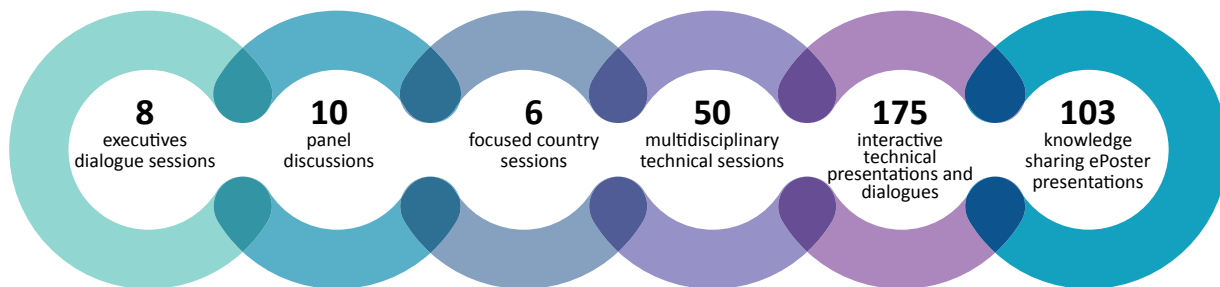 8
executives
dialogue sessions
10
panel
discussions
6
focused country
sessions
50
multidisciplinary
technical sessions
175
interactive
technical
presentations and
dialogues
103
knowledge
sharing ePoster
presentations